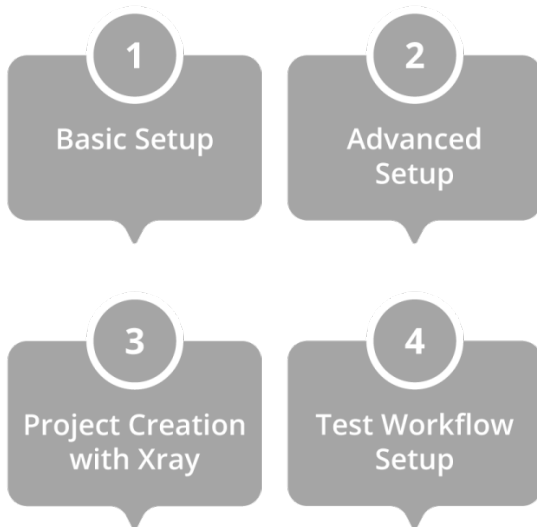 1
Basic Setup
2
Advanced
Setup
3
Project Creation
with Xray
4
Test Workflow
Setup